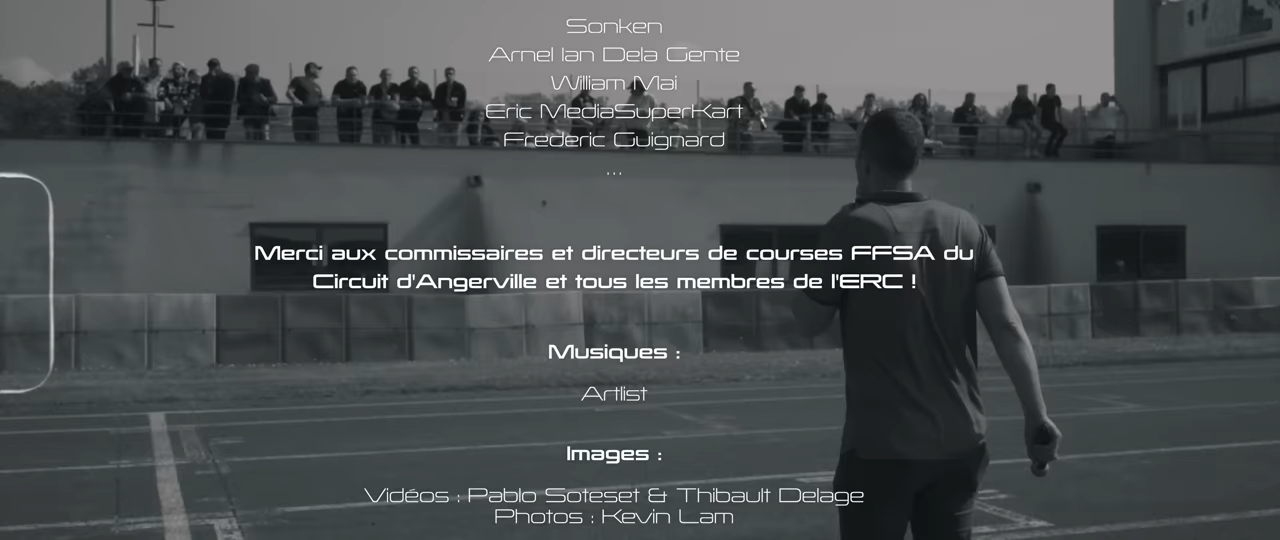 Sonken
Arnel Ian Dela Gente
William Mai
Eric MediaSuperKart
Frederic Guignard
...
Merci aux commissaires et directeurs de courses FFSA du
Circuit d'Angerville et tous les membres de l'ERC !
Musiques :
Artlist
Images :
Vidéos : Pablo Soteset & Thibault Delage
Photos : Kevin Lam